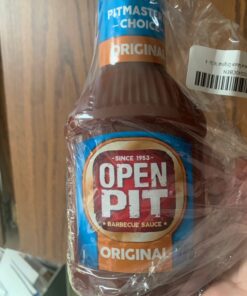 PITMASTER
CHOICE
ORIGINAL
-SINCE 1953-
OPEN
PIT
• BARBECUE SAUCE •
ORIGINAL